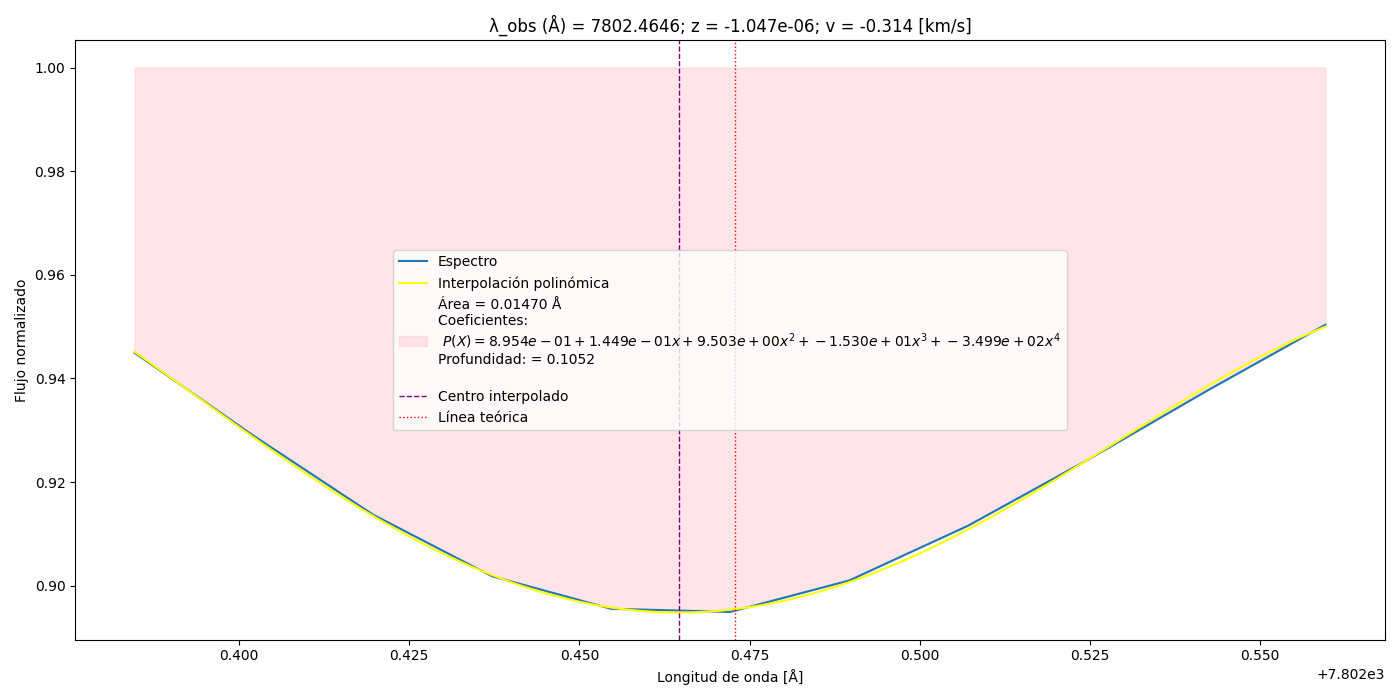 λ_obs (Å) = 7802.4646; z = -1.047e-06; v = -0.314 [km/s]
Flujo normalizado
1.00
0.98
0.96
0.94
0.92
0.90
Espectro
Interpolación polinómica
Área = 0.01470 Å
Coeficientes:
P(X) = 8.954e − 01 + 1.449e − 01x + 9.503e + 00x² + −1.530e + 01x³ + −3.499e + 02x⁴
Profundidad: = 0.1052
Centro interpolado
Línea teórica
0.400 0.425 0.450 0.475 0.500 0.525 0.550
Longitud de onda [Å]
+7.802e3